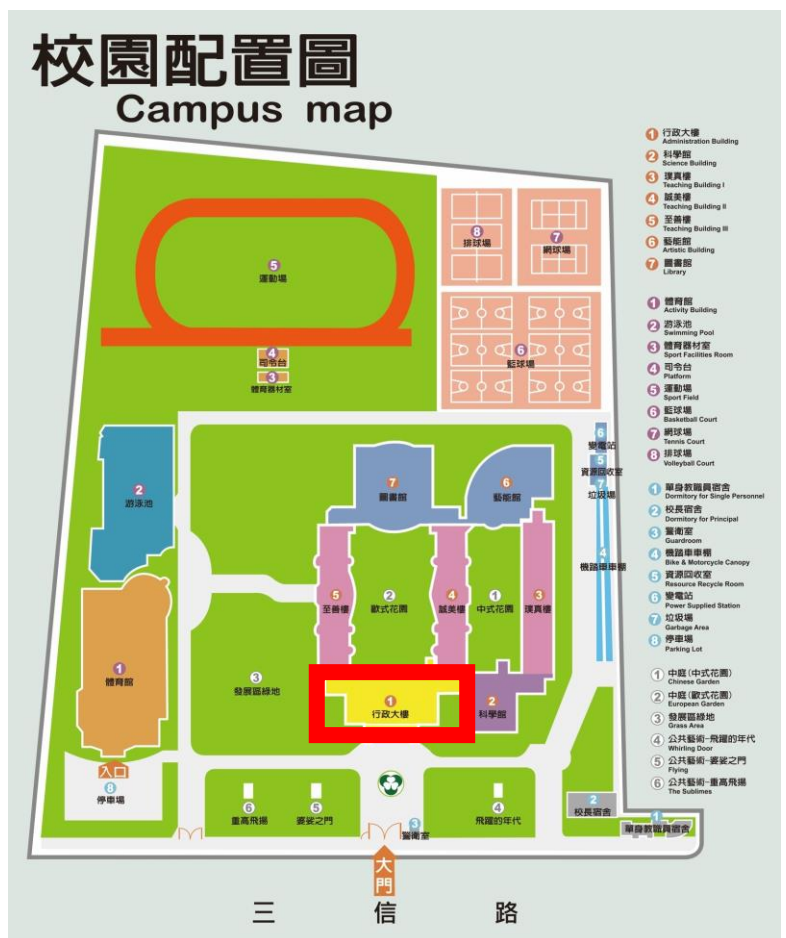 校園配置圖
Campus map
1 行政大樓
Administration Building
2 科學館
Science Building
3 璞真樓
Teaching Building I
4 誠美樓
Teaching Building II
5 至善樓
Teaching Building III
6 藝能館
Artistic Building
7 圖書館
Library
1 體育館
Activity Building
2 游泳池
Swimming Pool
3 體育器材室
Sport Facilities Room
4 司令台
Platform
5 運動場
Sport Field
6 籃球場
Basketball Court
7 網球場
Tennis Court
8 排球場
Volleyball Court
1 單身教職員宿舍
Dormitory for Single Personnel
2 校長宿舍
Dormitory for Principal
3 警衛室
Guardroom
4 機踏車車棚
Bike & Motorcycle Canopy
5 資源回收室
Resource Recycle Room
6 變電站
Power Supplied Station
7 垃圾場
Garbage Area
8 停車場
Parking Lot
1 中庭(中式花園)
Chinese Garden
2 中庭(歐式花園)
European Garden
3 發展區綠地
Grass Area
4 公共藝術-飛躍的年代
Whirling Door
5 公共藝術-婆娑之門
Flying
6 公共藝術-重高飛揚
The Sublimes
8
排球場
7
網球場
5
運動場
4
司令台
3
體育器材室
6
籃球場
6
變電站
5
資源回收室
7
垃圾場
4
機踏車車棚
2
游泳池
7
圖書館
6
藝能館
5
至善樓
2
歐式花園
4
誠美樓
1
中式花園
3
璞真樓
1
體育館
3
發展區綠地
1
行政大樓
2
科學館
入口
8
停車場
6
重高飛揚
5
婆娑之門
3
警衛室
4
飛躍的年代
2
校長宿舍
1
單身教職員宿舍
大門
三 信 路